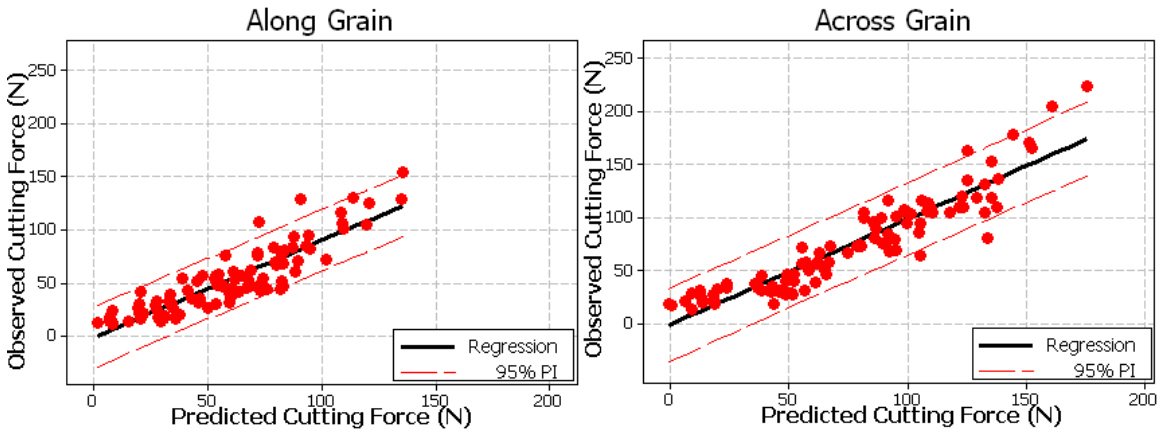 Along Grain
Observed Cutting Force (N)
250
200
150
100
50
0
Regression
95% PI
0
50
100
150
200
Predicted Cutting Force (N)
Across Grain
Observed Cutting Force (N)
250
200
150
100
50
0
Regression
95% PI
0
50
100
150
200
Predicted Cutting Force (N)